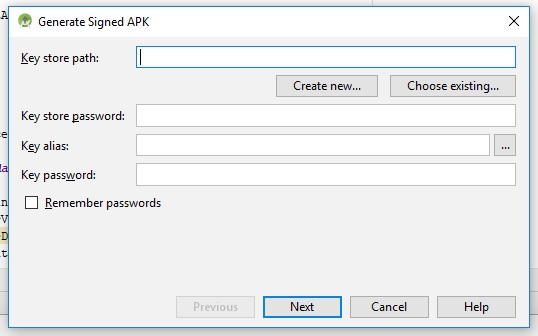 Generate Signed APK
Key store path:
Create new... Choose existing...
Key store password:
Key alias: ...
Key password:
Remember passwords
Previous Next Cancel Help